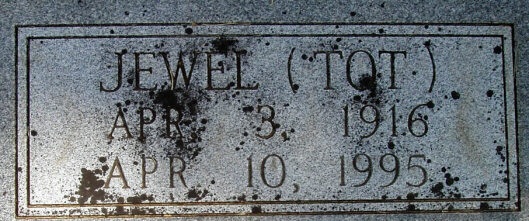 JEWEL (TOT)
APR 3, 1916
APR 10, 1995